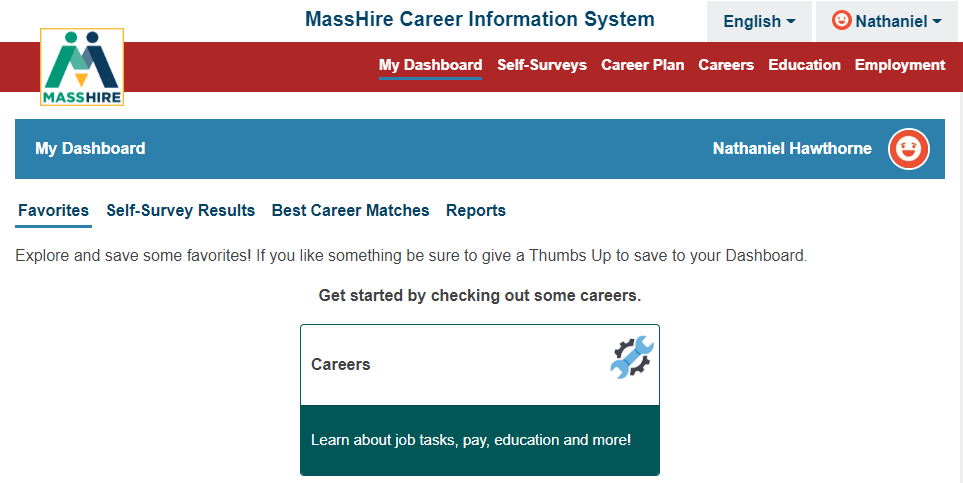 MassHire Career Information System
English
Nathaniel
MASSHIRE
My Dashboard Self-Surveys Career Plan Careers Education Employment
My Dashboard
Nathaniel Hawthorne
Favorites Self-Survey Results Best Career Matches Reports
Explore and save some favorites! If you like something be sure to give a Thumbs Up to save to your Dashboard.
Get started by checking out some careers.
Careers
Learn about job tasks, pay, education and more!